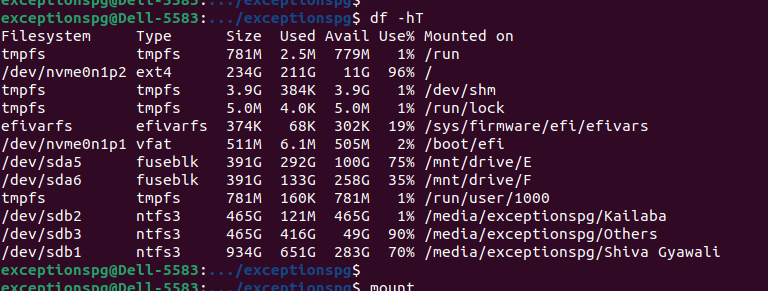 exceptionspg@Dell-5583:.../exceptionspg$
exceptionspg@Dell-5583:.../exceptionspg$ df -hT
Filesystem     Type      Size  Used Avail Use% Mounted on
tmpfs          tmpfs     781M  2.5M  779M   1% /run
/dev/nvme0n1p2 ext4      234G  211G   11G  96% /
tmpfs          tmpfs     3.9G  384K  3.9G   1% /dev/shm
tmpfs          tmpfs     5.0M  4.0K  5.0M   1% /run/lock
efivarfs       efivarfs  374K   68K  302K  19% /sys/firmware/efi/efivars
/dev/nvme0n1p1 vfat      511M  6.1M  505M   2% /boot/efi
/dev/sda5      fuseblk   391G  292G  100G  75% /mnt/drive/E
/dev/sda6      fuseblk   391G  133G  258G  35% /mnt/drive/F
tmpfs          tmpfs     781M  160K  781M   1% /run/user/1000
/dev/sdb2      ntfs3     465G  121M  465G   1% /media/exceptionspg/Kailaba
/dev/sdb3      ntfs3     465G  416G   49G  90% /media/exceptionspg/Others
/dev/sdb1      ntfs3     934G  651G  283G  70% /media/exceptionspg/Shiva Gyawali
exceptionspg@Dell-5583:.../exceptionspg$
exceptionspg@Dell-5583:.../exceptionspg$ mount